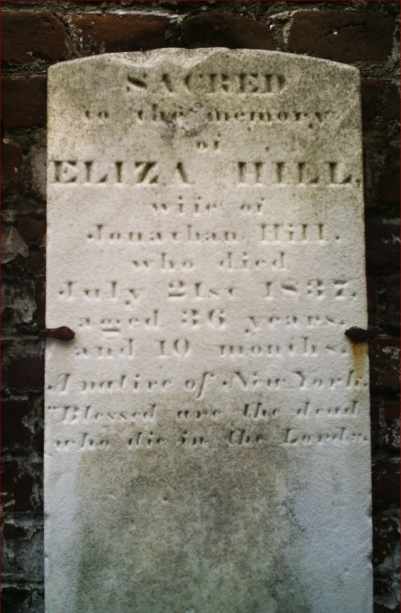 SACRED
to the memory
of
ELIZA HILL,
wife of
Jonathan Hill.
who died
July 21st 1837.
aged 36 years.
and 10 months.
A native of New York.
"Blessed are the dead
who die in the Lord".